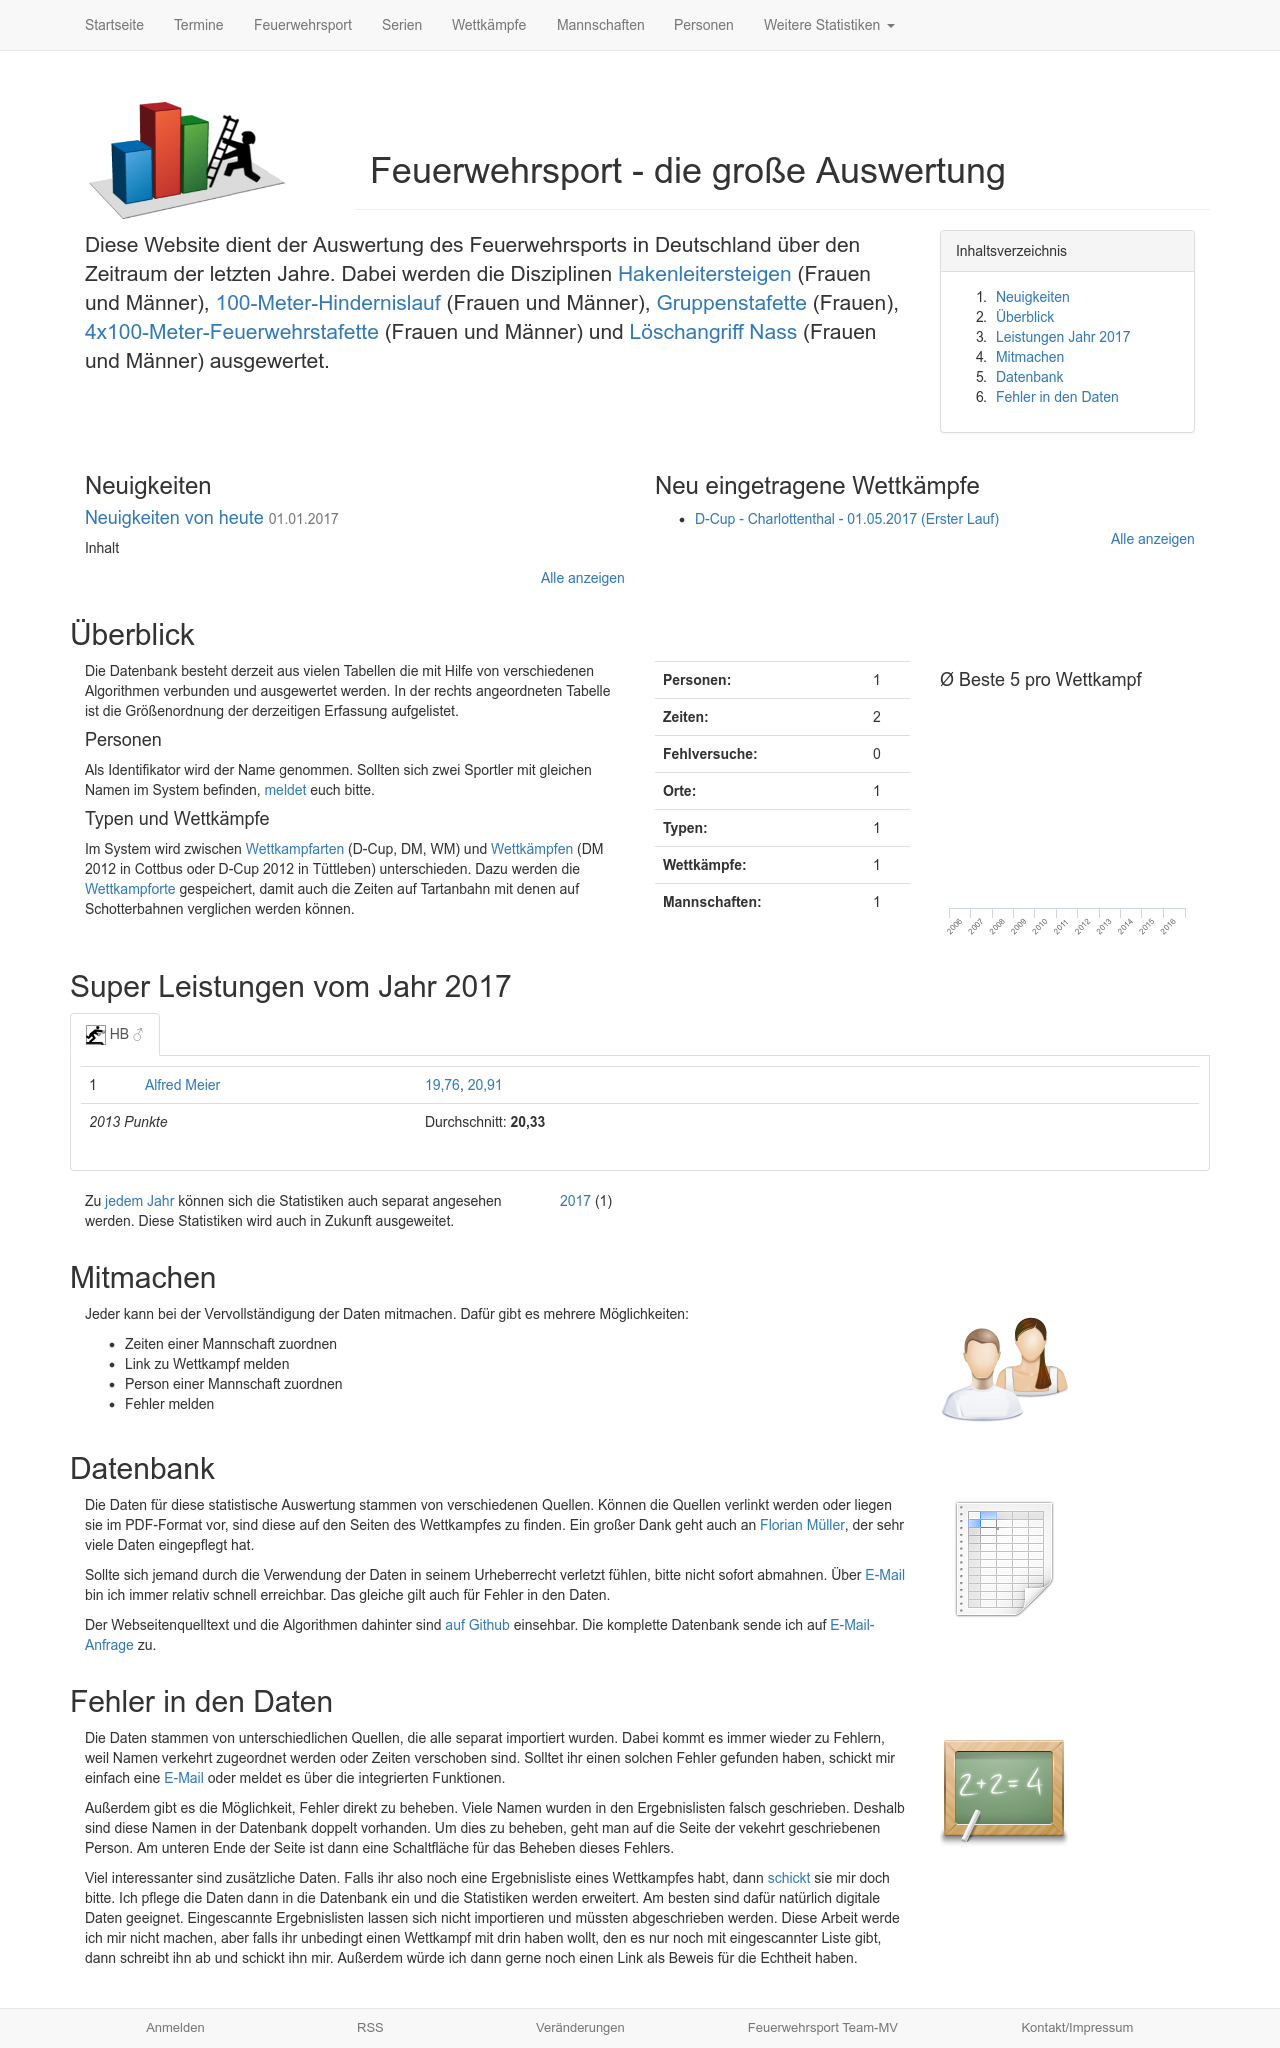 Startseite Termine Feuerwehrsport Serien Wettkämpfe Mannschaften Personen Weitere Statistiken
Feuerwehrsport - die große Auswertung
Diese Website dient der Auswertung des Feuerwehrsports in Deutschland über den
Zeitraum der letzten Jahre. Dabei werden die Disziplinen Hakenleitersteigen (Frauen
und Männer), 100-Meter-Hindernislauf (Frauen und Männer), Gruppenstafette (Frauen),
4x100-Meter-Feuerwehrstafette (Frauen und Männer) und Löschangriff Nass (Frauen
und Männer) ausgewertet.
Inhaltsverzeichnis
1. Neuigkeiten
2. Überblick
3. Leistungen Jahr 2017
4. Mitmachen
5. Datenbank
6. Fehler in den Daten
Neuigkeiten
Neuigkeiten von heute 01.01.2017
Inhalt
Alle anzeigen
Neu eingetragene Wettkämpfe
• D-Cup - Charlottenthal - 01.05.2017 (Erster Lauf)
Alle anzeigen
Überblick
Die Datenbank besteht derzeit aus vielen Tabellen die mit Hilfe von verschiedenen
Algorithmen verbunden und ausgewertet werden. In der rechts angeordneten Tabelle
ist die Größenordnung der derzeitigen Erfassung aufgelistet.
Personen
Als Identifikator wird der Name genommen. Sollten sich zwei Sportler mit gleichen
Namen im System befinden, meldet euch bitte.
Typen und Wettkämpfe
Im System wird zwischen Wettkampfarten (D-Cup, DM, WM) und Wettkämpfen (DM
2012 in Cottbus oder D-Cup 2012 in Tüttleben) unterschieden. Dazu werden die
Wettkampforte gespeichert, damit auch die Zeiten auf Tartanbahn mit denen auf
Schotterbahnen verglichen werden können.
Personen: 1
Zeiten: 2
Fehlversuche: 0
Orte: 1
Typen: 1
Wettkämpfe: 1
Mannschaften: 1
Ø Beste 5 pro Wettkampf
2006 2007 2008 2009 2010 2011 2012 2013 2014 2015 2016
Super Leistungen vom Jahr 2017
HB ♂
1 Alfred Meier 19,76, 20,91
2013 Punkte Durchschnitt: 20,33
Zu jedem Jahr können sich die Statistiken auch separat angesehen
werden. Diese Statistiken wird auch in Zukunft ausgeweitet.
2017 (1)
Mitmachen
Jeder kann bei der Vervollständigung der Daten mitmachen. Dafür gibt es mehrere Möglichkeiten:
• Zeiten einer Mannschaft zuordnen
• Link zu Wettkampf melden
• Person einer Mannschaft zuordnen
• Fehler melden
Datenbank
Die Daten für diese statistische Auswertung stammen von verschiedenen Quellen. Können die Quellen verlinkt werden oder liegen
sie im PDF-Format vor, sind diese auf den Seiten des Wettkampfes zu finden. Ein großer Dank geht auch an Florian Müller, der sehr
viele Daten eingepflegt hat.
Sollte sich jemand durch die Verwendung der Daten in seinem Urheberrecht verletzt fühlen, bitte nicht sofort abmahnen. Über E-Mail
bin ich immer relativ schnell erreichbar. Das gleiche gilt auch für Fehler in den Daten.
Der Webseitenquelltext und die Algorithmen dahinter sind auf Github einsehbar. Die komplette Datenbank sende ich auf E-Mail-
Anfrage zu.
Fehler in den Daten
Die Daten stammen von unterschiedlichen Quellen, die alle separat importiert wurden. Dabei kommt es immer wieder zu Fehlern,
weil Namen verkehrt zugeordnet werden oder Zeiten verschoben sind. Solltet ihr einen solchen Fehler gefunden haben, schickt mir
einfach eine E-Mail oder meldet es über die integrierten Funktionen.
Außerdem gibt es die Möglichkeit, Fehler direkt zu beheben. Viele Namen wurden in den Ergebnislisten falsch geschrieben. Deshalb
sind diese Namen in der Datenbank doppelt vorhanden. Um dies zu beheben, geht man auf die Seite der vekehrt geschriebenen
Person. Am unteren Ende der Seite ist dann eine Schaltfläche für das Beheben dieses Fehlers.
Viel interessanter sind zusätzliche Daten. Falls ihr also noch eine Ergebnisliste eines Wettkampfes habt, dann schickt sie mir doch
bitte. Ich pflege die Daten dann in die Datenbank ein und die Statistiken werden erweitert. Am besten sind dafür natürlich digitale
Daten geeignet. Eingescannte Ergebnislisten lassen sich nicht importieren und müssten abgeschrieben werden. Diese Arbeit werde
ich mir nicht machen, aber falls ihr unbedingt einen Wettkampf mit drin haben wollt, den es nur noch mit eingescannter Liste gibt,
dann schreibt ihn ab und schickt ihn mir. Außerdem würde ich dann gerne noch einen Link als Beweis für die Echtheit haben.
2+2=4
Anmelden RSS Veränderungen Feuerwehrsport Team-MV Kontakt/Impressum